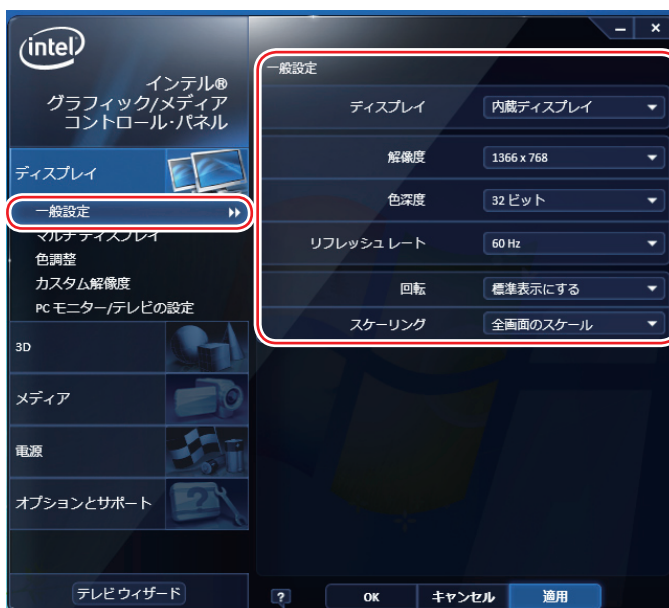 intel
インテル®
グラフィック/メディア
コントロール・パネル
ディスプレイ
一般設定
マルチ ディスプレイ
色調整
カスタム解像度
PC モニター/テレビの設定
3D
メディア
電源
オプションとサポート
テレビ ウィザード
一般設定
ディスプレイ 内蔵ディスプレイ
解像度 1366 x 768
色深度 32 ビット
リフレッシュ レート 60 Hz
回転 標準表示にする
スケーリング 全画面のスケール
? OK キャンセル 適用